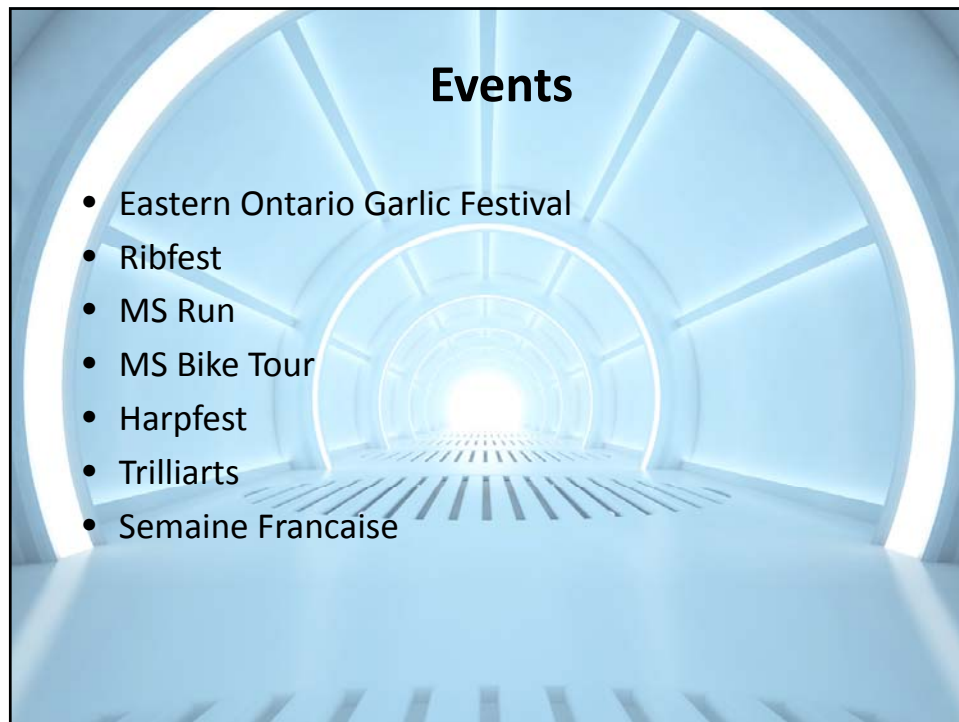 Events
• Eastern Ontario Garlic Festival
• Ribfest
• MS Run
• MS Bike Tour
• Harpfest
• Trilliarts
• Semaine Francaise